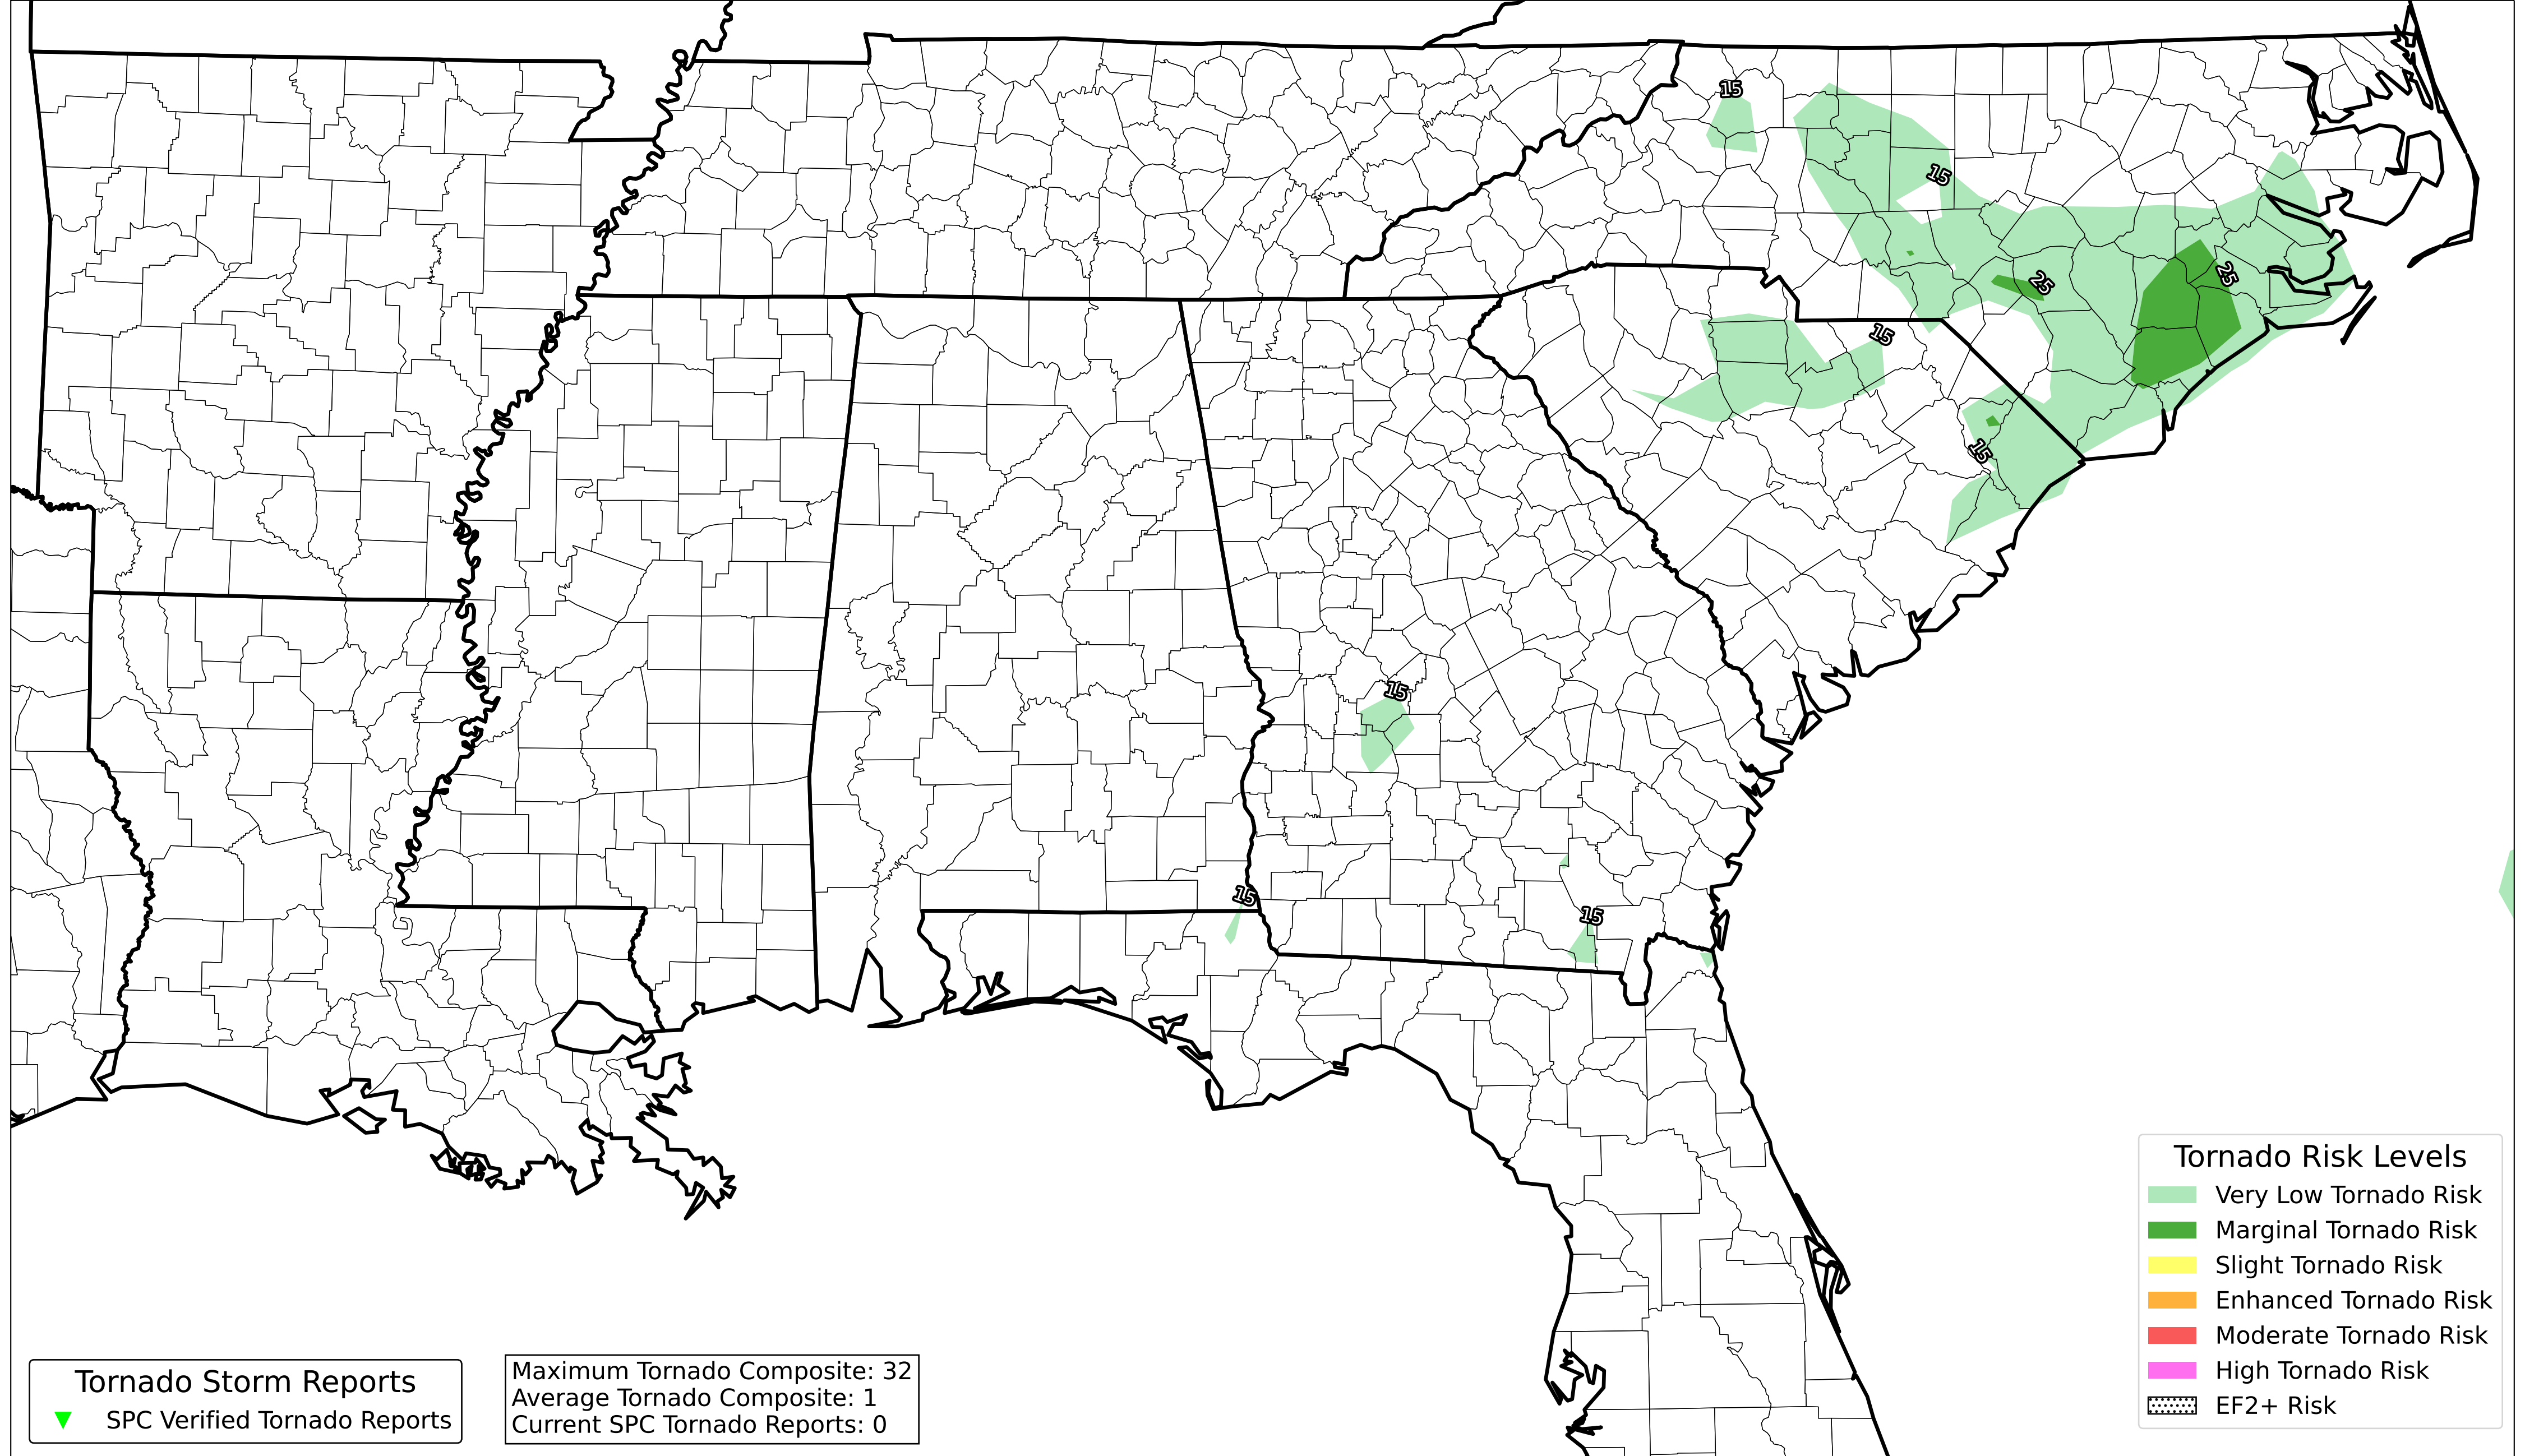 15
15
25
25
15
15
15
15
15
Tornado Risk Levels
Very Low Tornado Risk
Marginal Tornado Risk
Slight Tornado Risk
Enhanced Tornado Risk
Moderate Tornado Risk
High Tornado Risk
EF2+ Risk
Tornado Storm Reports
SPC Verified Tornado Reports
Maximum Tornado Composite: 32
Average Tornado Composite: 1
Current SPC Tornado Reports: 0